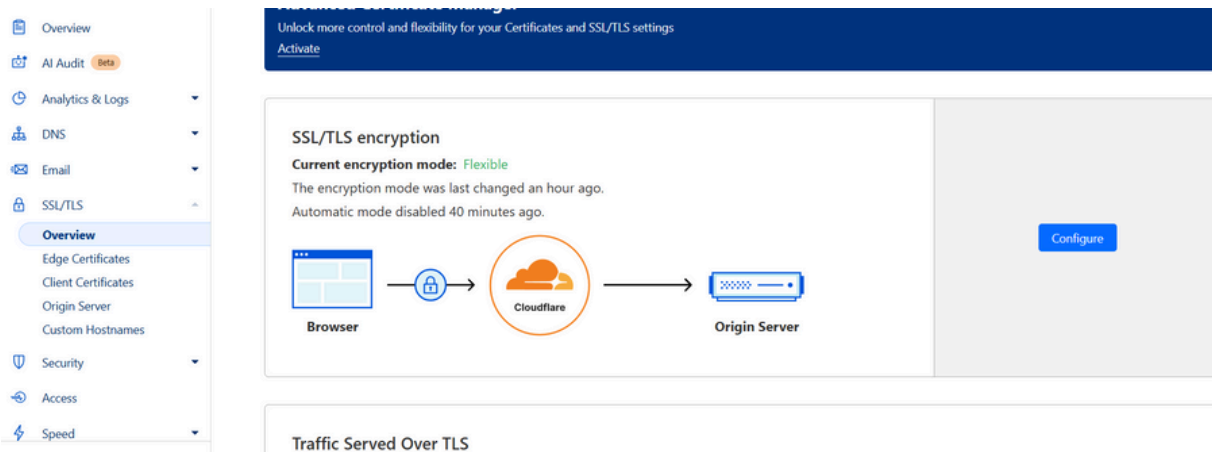 Advanced Certificate Manager
Unlock more control and flexibility for your Certificates and SSL/TLS settings
Activate
Overview
AI Audit Beta
Analytics & Logs
DNS
Email
SSL/TLS
Overview
Edge Certificates
Client Certificates
Origin Server
Custom Hostnames
Security
Access
Speed
SSL/TLS encryption
Current encryption mode: Flexible
The encryption mode was last changed an hour ago.
Automatic mode disabled 40 minutes ago.
Browser
Cloudflare
Origin Server
Configure
Traffic Served Over TLS